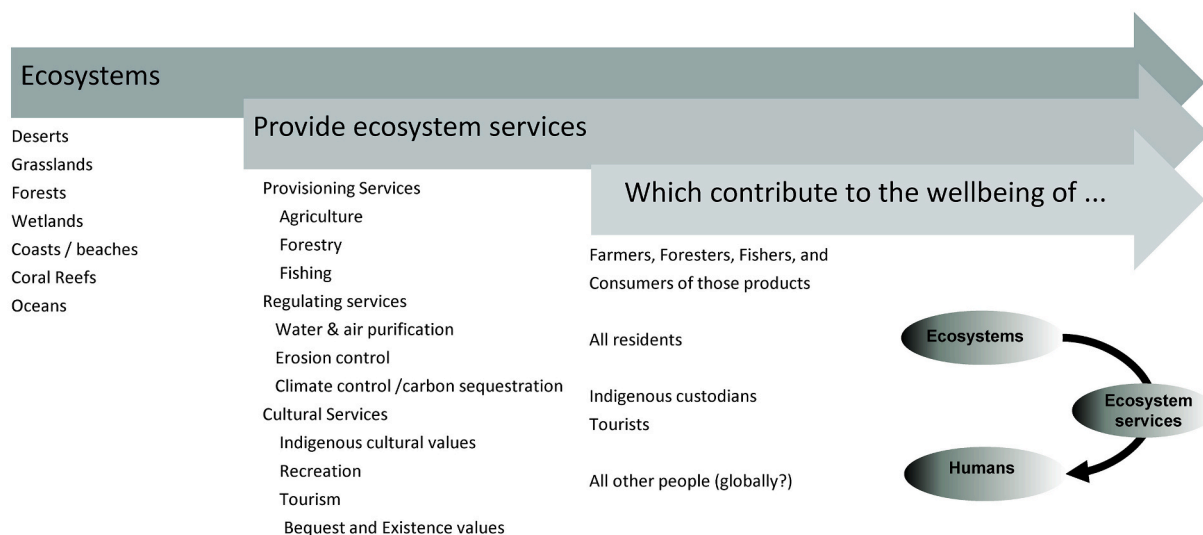 Ecosystems
Deserts
Grasslands
Forests
Wetlands
Coasts / beaches
Coral Reefs
Oceans
Provide ecosystem services
Provisioning Services
Agriculture
Forestry
Fishing
Regulating services
Water & air purification
Erosion control
Climate control /carbon sequestration
Cultural Services
Indigenous cultural values
Recreation
Tourism
Bequest and Existence values
Which contribute to the wellbeing of ...
Farmers, Foresters, Fishers, and
Consumers of those products
All residents
Indigenous custodians
Tourists
All other people (globally?)
Ecosystems
Ecosystem
services
Humans